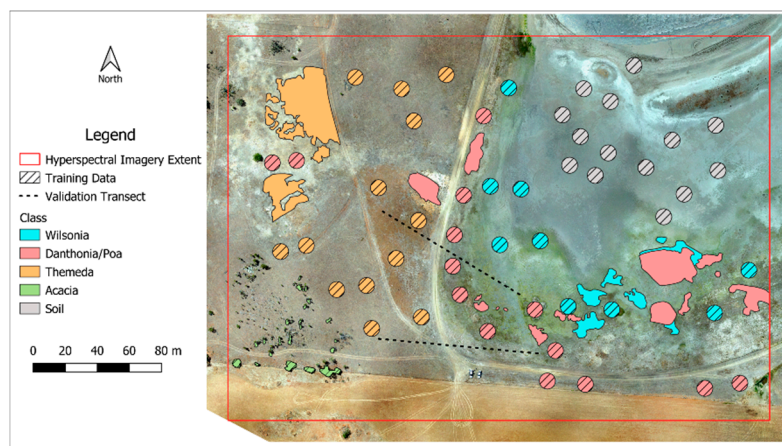 North
Legend
Hyperspectral Imagery Extent
Training Data
Validation Transect
Class
Wilsonia
Danthonia/Poa
Themeda
Acacia
Soil
0 20 40 60 80 m